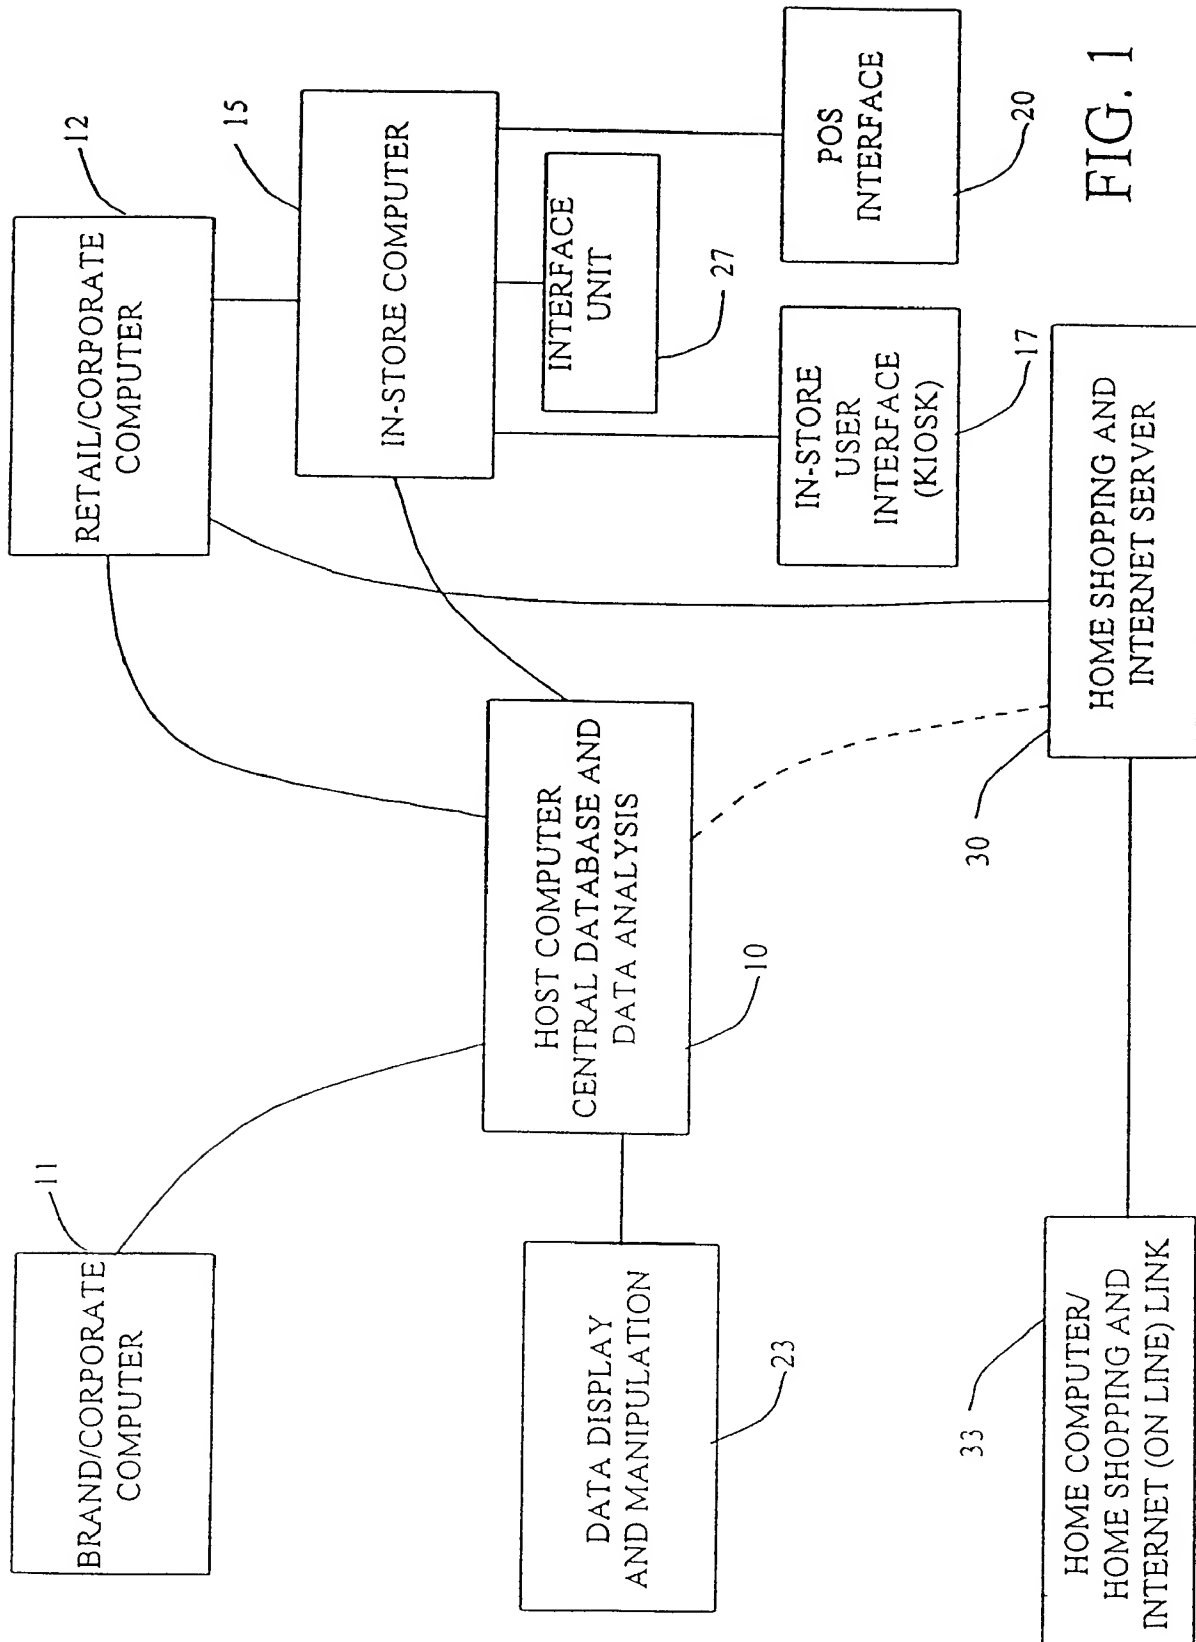 BRAND/CORPORATE
COMPUTER
11
RETAIL/CORPORATE
COMPUTER
12
IN-STORE COMPUTER
15
INTERFACE
UNIT
27
IN-STORE
USER
INTERFACE
(KIOSK)
17
POS
INTERFACE
20
HOST COMPUTER
CENTRAL DATABASE AND
DATA ANALYSIS
10
DATA DISPLAY
AND MANIPULATION
23
HOME COMPUTER/
HOME SHOPPING AND
INTERNET (ON LINE) LINK
33
HOME SHOPPING AND
INTERNET SERVER
30
FIG. 1